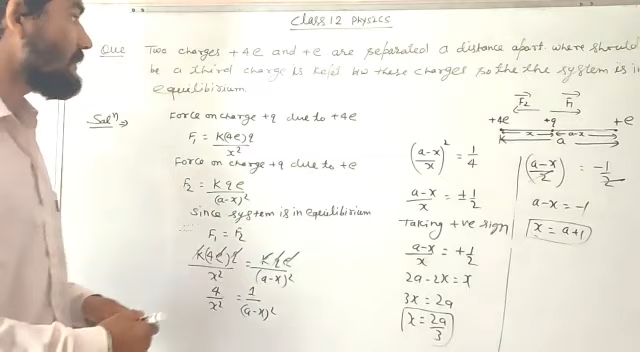 Class 12 Physics
Que Two charges +4e and +e are separated a distance apart. where should
be a third charge is kept b/w these charges so the the system is in
equilibirium.
Solⁿ⇒ Force on charge +q due to +4e
F₁ = K(4e)q / x²
Force on charge +q due to +e
F₂ = Kqe / (a-x)²
Since system is in equilibirium
∴ F₁ = F₂
K(4e)q / x² = Kqe / (a-x)²
4 / x² = 1 / (a-x)²
((a-x)/x)² = 1/4
(a-x)/x = ±1/2
Taking +ve sign
(a-x)/x = +1/2
2a-2x = x
3x = 2a
x = 2a/3
F₂ F₁
+4e +q +e
x a-x
a
((a-x)/2) = -1/2
a-x = -1
x = a+1